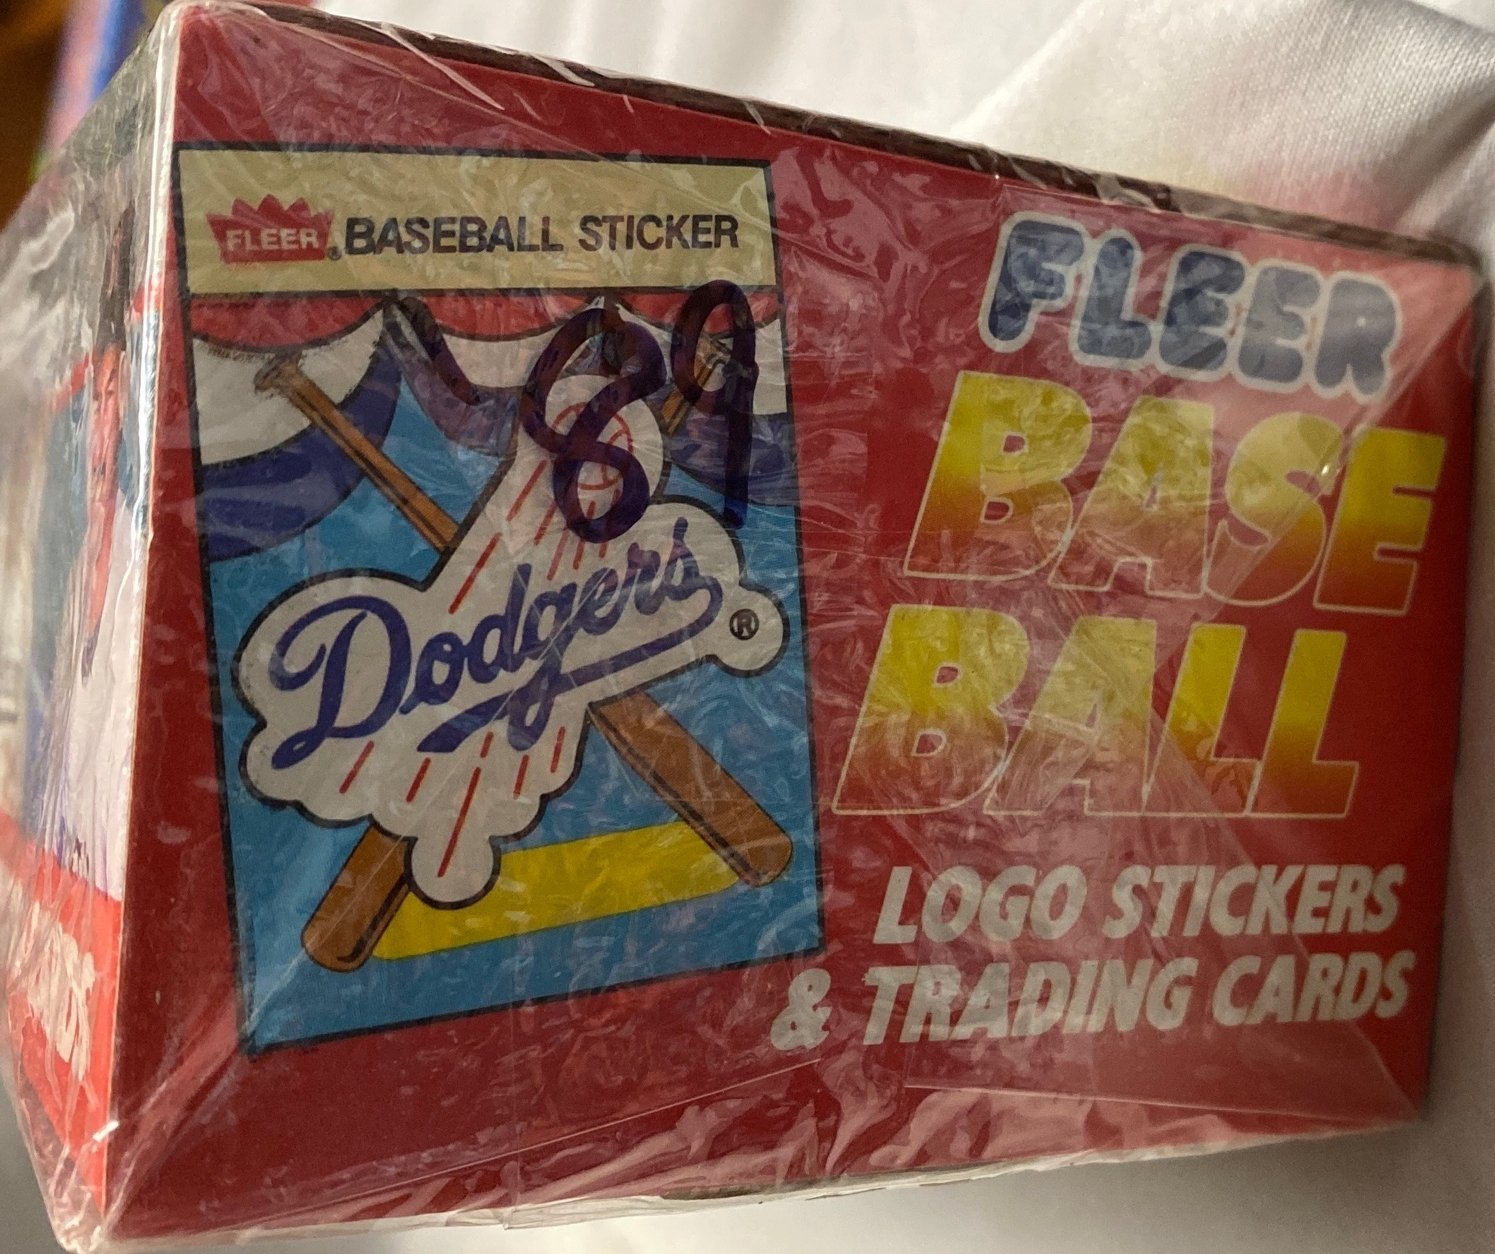 FLEER® BASEBALL STICKER
'89
Dodgers®
FLEER
BASE
BALL
LOGO STICKERS
& TRADING CARDS